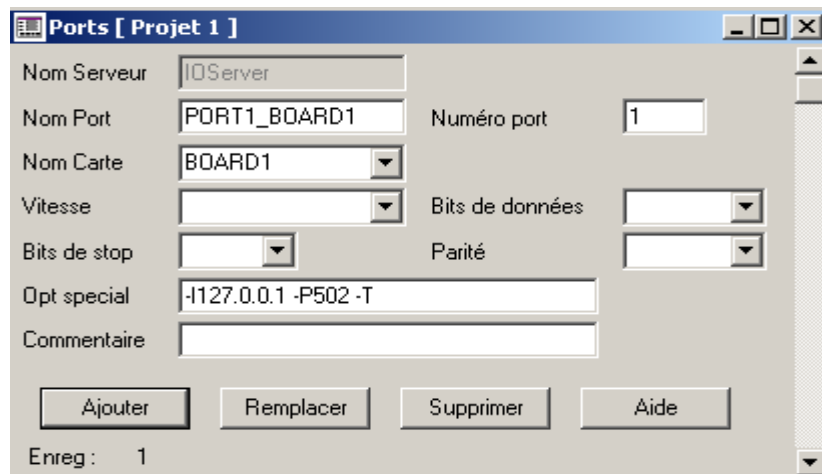 Ports [ Projet 1 ]
Nom Serveur IOServer
Nom Port PORT1_BOARD1 Numéro port 1
Nom Carte BOARD1
Vitesse Bits de données
Bits de stop Parité
Opt special -I127.0.0.1 -P502 -T
Commentaire
Ajouter Remplacer Supprimer Aide
Enreg : 1